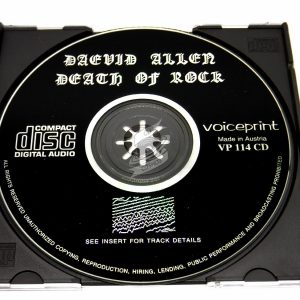 DAEVID ALLEN
DEATH OF ROCK
COMPACT
disc
DIGITAL AUDIO
voiceprint
Made in Austria
VP 114 CD
SEE INSERT FOR TRACK DETAILS
ALL RIGHTS RESERVED UNAUTHORIZED COPYING, REPRODUCTION, HIRING, LENDING, PUBLIC PERFORMANCE AND BROADCASTING PROHIBITED